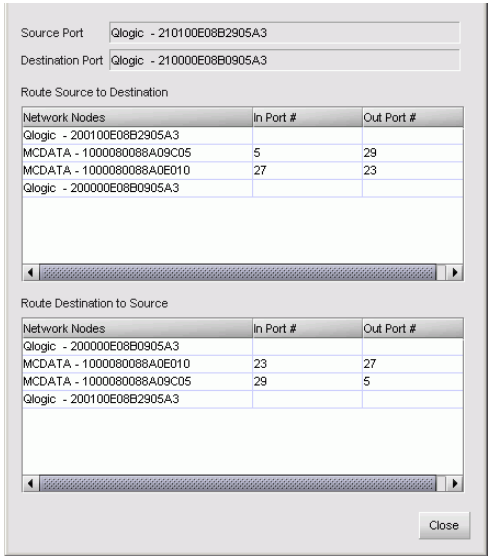 Source Port Qlogic - 210100E08B2905A3
Destination Port Qlogic - 210000E08B0905A3
Route Source to Destination
Network Nodes In Port # Out Port #
Qlogic - 200100E08B2905A3
MCDATA - 1000080088A09C05 5 29
MCDATA - 1000080088A0E010 27 23
Qlogic - 200000E08B0905A3
Route Destination to Source
Network Nodes In Port # Out Port #
Qlogic - 200000E08B0905A3
MCDATA - 1000080088A0E010 23 27
MCDATA - 1000080088A09C05 29 5
Qlogic - 200100E08B2905A3
Close